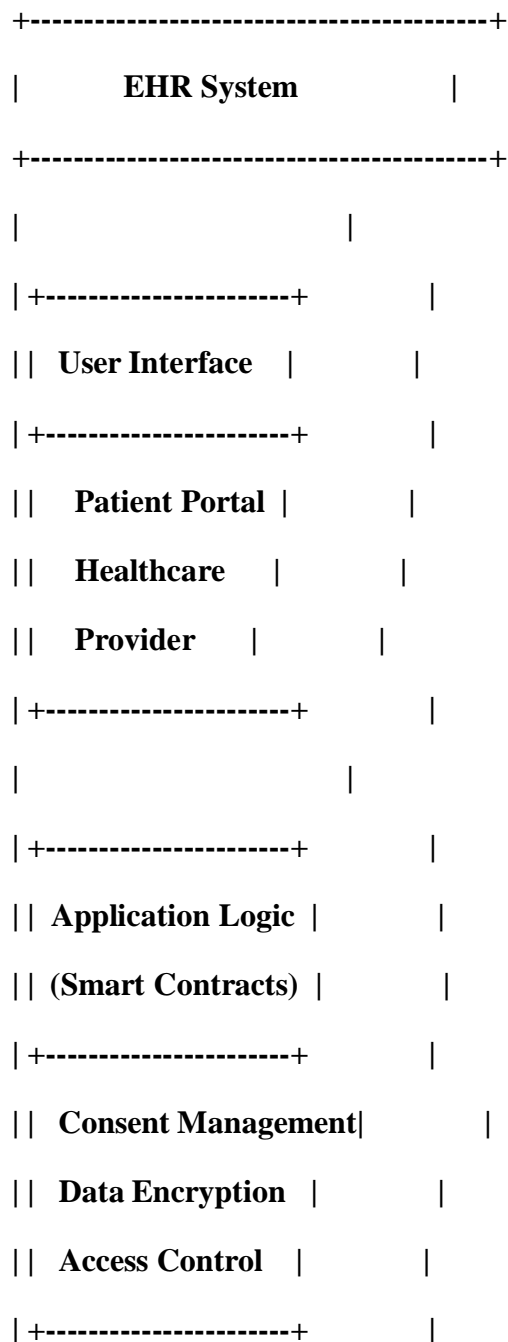 +-------------------------------------------+
| EHR System |
+-------------------------------------------+
| |
| +-----------------------+ |
| | User Interface | |
| +-----------------------+ |
| | Patient Portal | |
| | Healthcare | |
| | Provider | |
| +-----------------------+ |
| |
| +-----------------------+ |
| | Application Logic | |
| | (Smart Contracts) | |
| +-----------------------+ |
| | Consent Management| |
| | Data Encryption | |
| | Access Control | |
| +-----------------------+ |